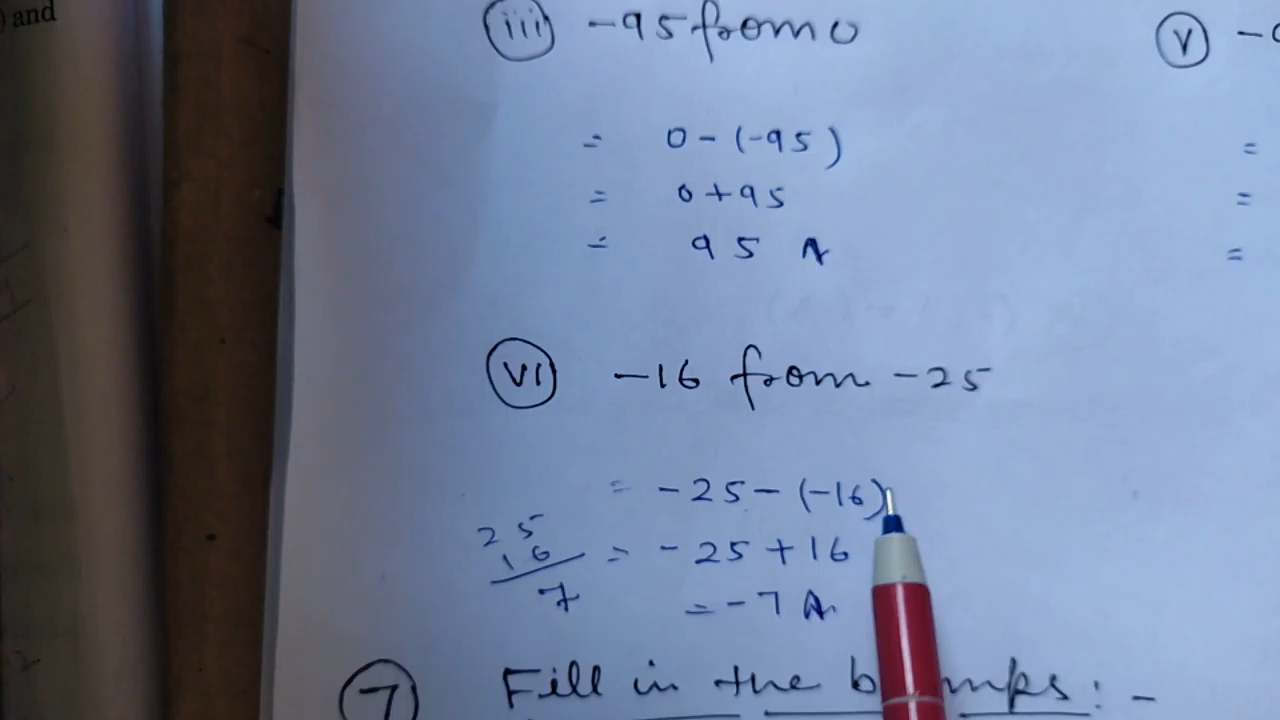 ) and
(iii) -95 from 0
(V)
= 0-(-95)
= 0+95
= 95
(VI) -16 from -25
= -25-(-16)
25
16
7
= -25+16
= -7
(7) Fill in the